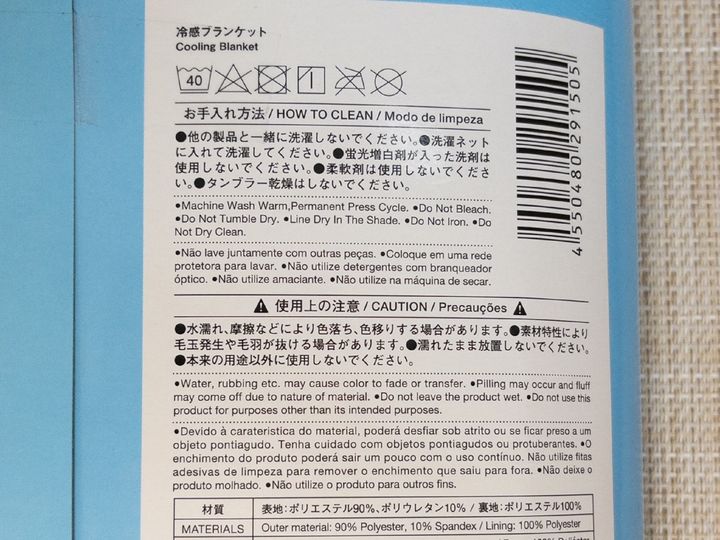 冷感ブランケット
Cooling Blanket
40
お手入れ方法 / HOW TO CLEAN / Modo de limpeza
●他の製品と一緒に洗濯しないでください。●洗濯ネット
に入れて洗濯してください。●蛍光増白剤が入った洗剤は
使用しないでください。●柔軟剤は使用しないでくださ
い。●タンブラー乾燥はしないでください。
●Machine Wash Warm,Permanent Press Cycle. ●Do Not Bleach.
●Do Not Tumble Dry. ●Line Dry In The Shade. ●Do Not Iron. ●Do
Not Dry Clean.
●Não lave juntamente com outras peças. ●Coloque em uma rede
protetora para lavar. ●Não utilize detergentes com branqueador
óptico. ●Não utilize amaciante. ●Não utilize na máquina de secar.
4 550480 291505
⚠ 使用上の注意 / CAUTION / Precauções ⚠
●水濡れ、摩擦などにより色落ち、色移りする場合があります。●素材特性により
毛玉発生や毛羽が抜ける場合があります。●濡れたまま放置しないでください。
●本来の用途以外に使用しないでください。
●Water, rubbing etc. may cause color to fade or transfer. ●Pilling may occur and fluff
may come off due to nature of material. ●Do not leave the product wet. ●Do not use this
product for purposes other than its intended purposes.
●Devido à caraterística do material, poderá desfiar sob atrito ou se ficar preso a um
objeto pontiagudo. Tenha cuidado com objetos pontiagudos ou protuberantes. ●O
enchimento do produto poderá sair um pouco com o uso contínuo. Não utilize fitas
adesivas de limpeza para remover o enchimento que saiu para fora. ●Não deixe o
produto molhado. ●Não utilize o produto para outros fins.
材質 表地:ポリエステル90%、ポリウレタン10% / 裏地:ポリエステル100%
MATERIALS Outer material: 90% Polyester, 10% Spandex / Lining: 100% Polyester